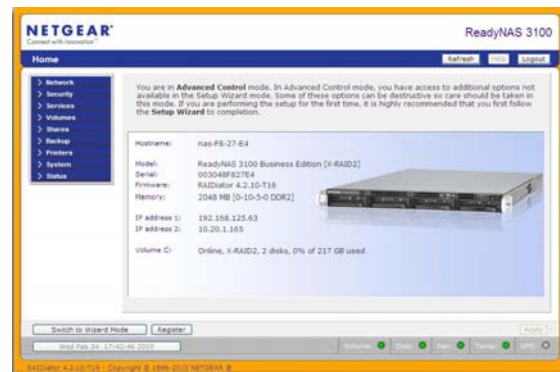 NETGEAR®
Connect with Innovation™
ReadyNAS 3100
Home
Refresh Help Logout
> Network
> Security
> Services
> Volumes
> Shares
> Backup
> Printers
> System
> Status
You are in Advanced Control mode. In Advanced Control mode, you have access to additional options not
available in the Setup Wizard mode. Some of these options can be destructive so care should be taken in
this mode. If you are performing the setup for the first time, it is highly recommended that you first follow
the Setup Wizard to completion.
Hostname: nas-F8-27-E4
Model: ReadyNAS 3100 Business Edition [X-RAID2]
Serial: 003048F827E4
Firmware: RAIDiator 4.2.10-T16
Memory: 2048 MB [0-10-5-0 DDR2]
IP address 1: 192.168.125.63
IP address 2: 10.20.1.165
Volume C: Online, X-RAID2, 2 disks, 0% of 217 GB used
Switch to Wizard Mode Register Apply
Wed Feb 24 17:42:46 2010 Volume: Disk: Fan: Temp: UPS:
RAIDiator 4.2.10-T16 - Copyright © 1996-2010 NETGEAR ®